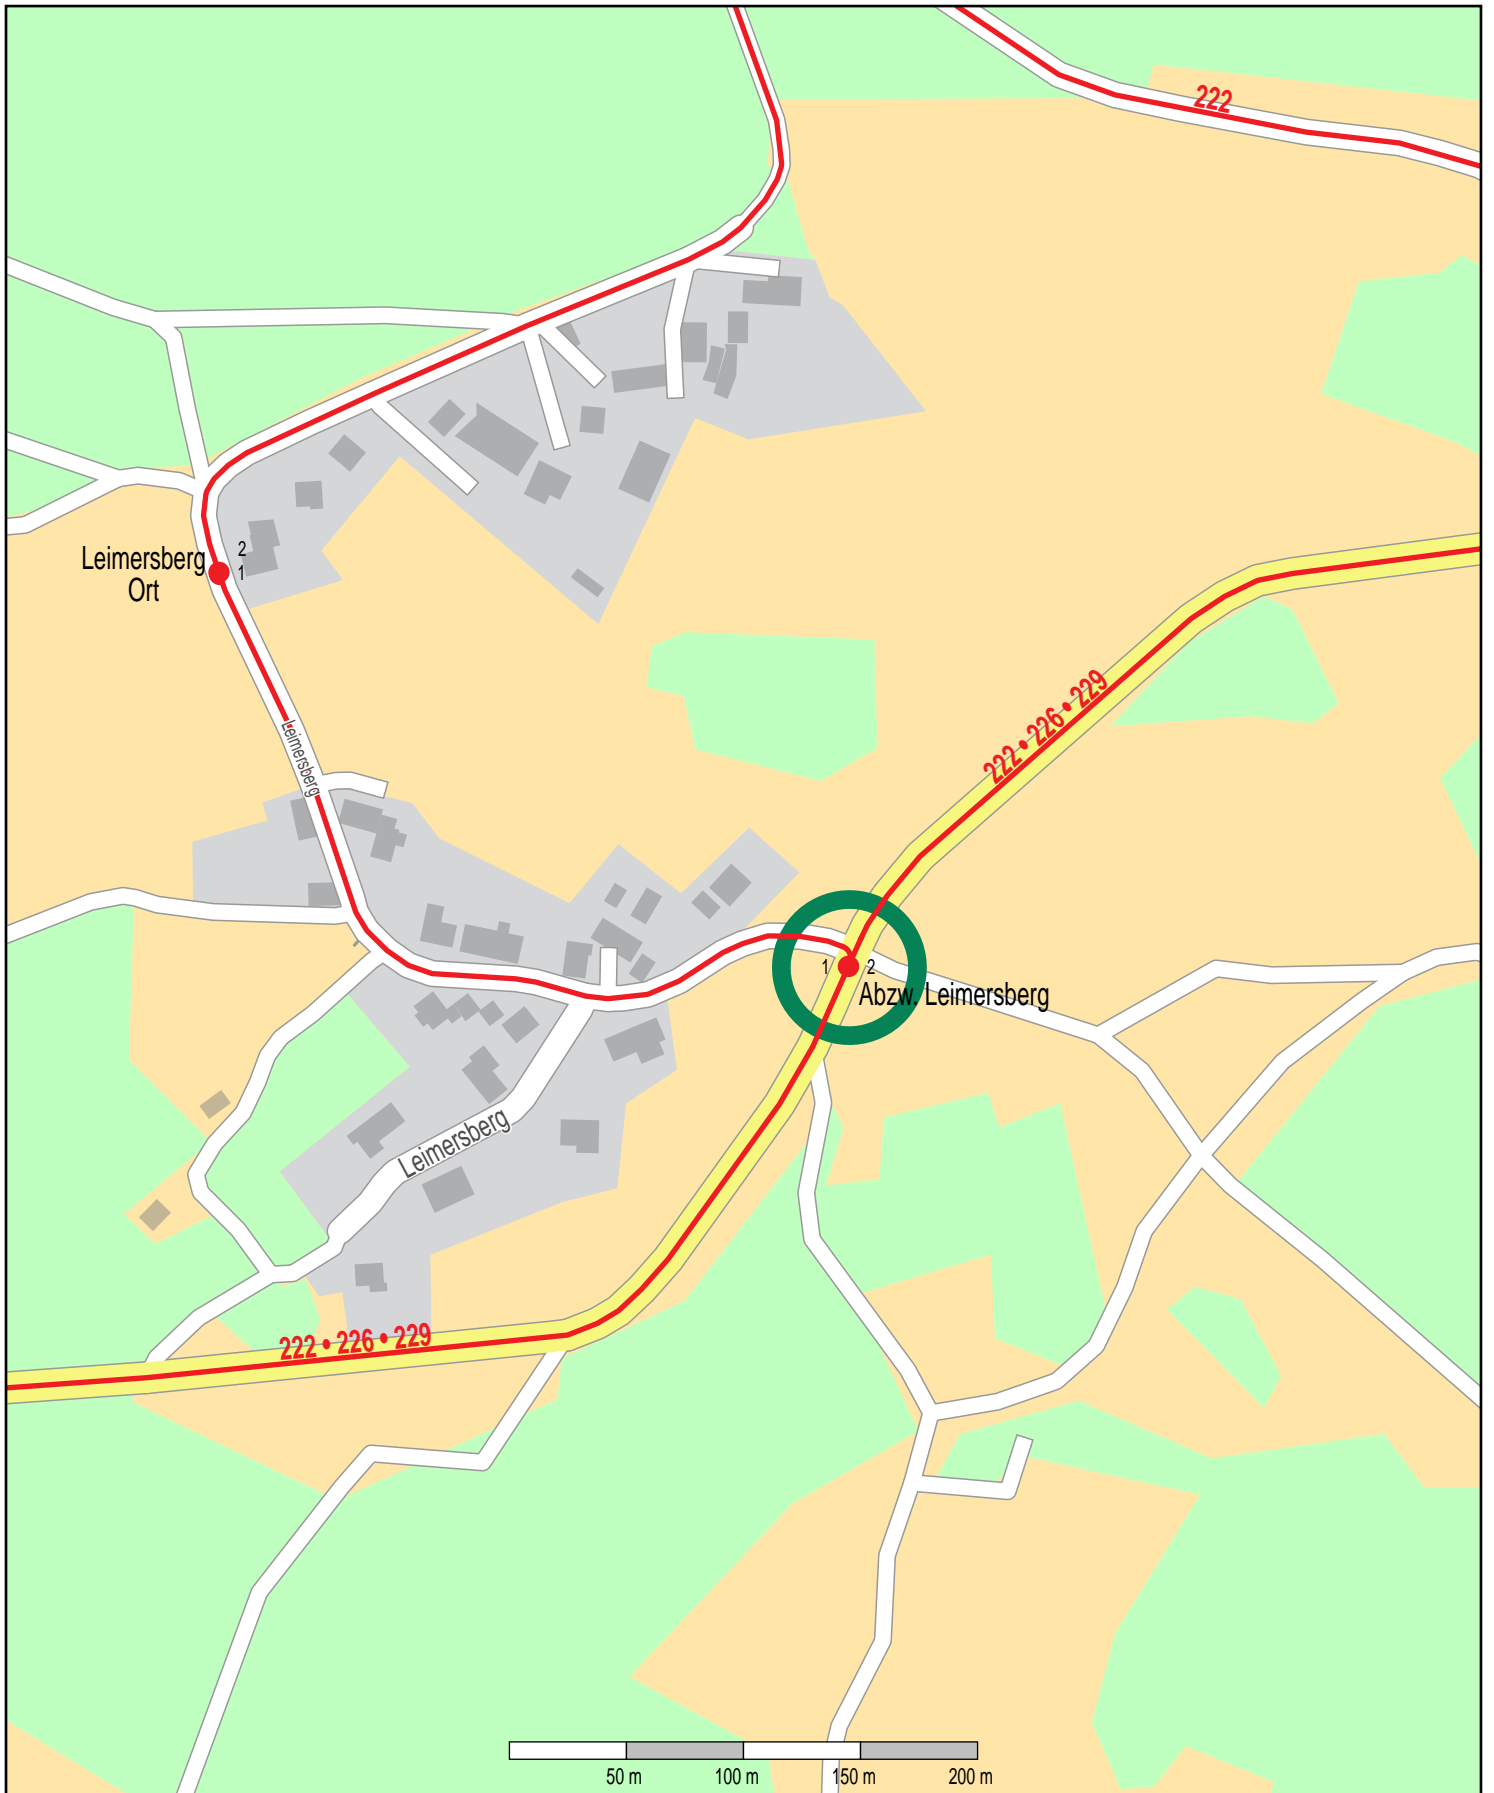 222
Leimersberg
Ort
2
1
222 • 226 • 229
Leimersberg
1
2
Abzw. Leimersberg
Leimersberg
222 • 226 • 229
50 m
100 m
150 m
200 m